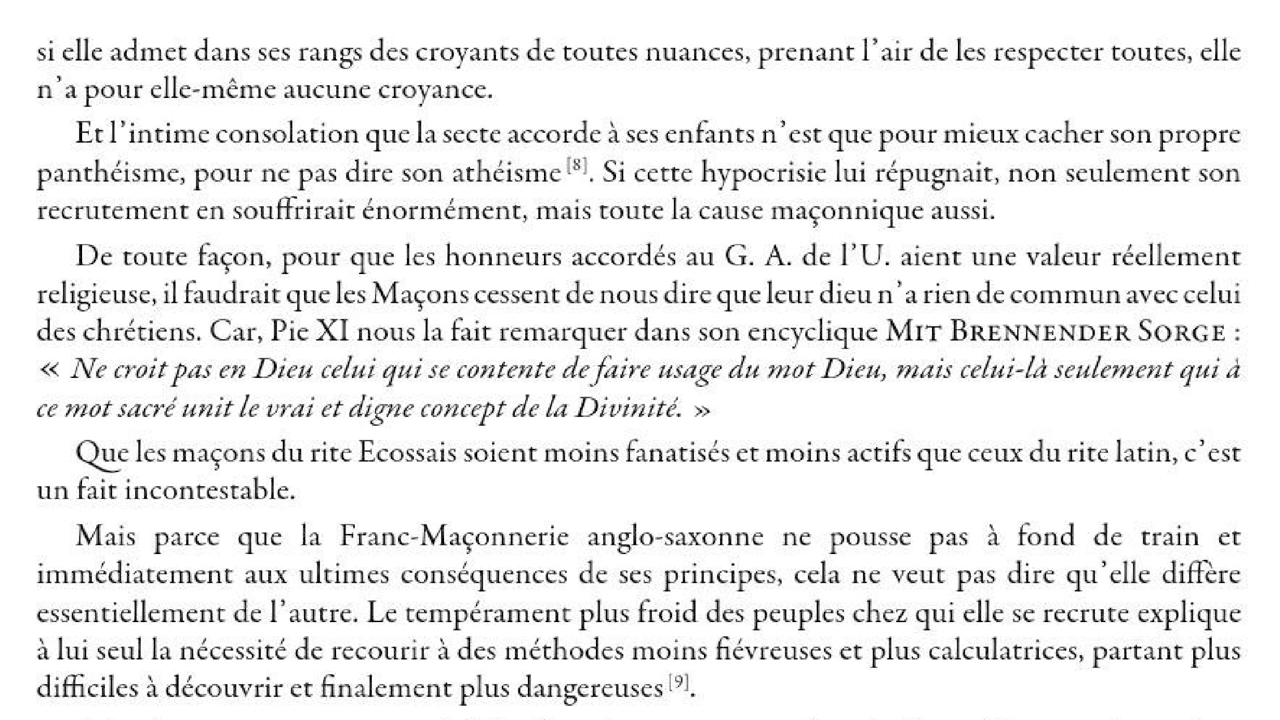 si elle admet dans ses rangs des croyants de toutes nuances, prenant l’air de les respecter toutes, elle
n’a pour elle-même aucune croyance.
Et l’intime consolation que la secte accorde à ses enfants n’est que pour mieux cacher son propre
panthéisme, pour ne pas dire son athéisme [8]. Si cette hypocrisie lui répugnait, non seulement son
recrutement en souffrirait énormément, mais toute la cause maçonnique aussi.
De toute façon, pour que les honneurs accordés au G. A. de l’U. aient une valeur réellement
religieuse, il faudrait que les Maçons cessent de nous dire que leur dieu n’a rien de commun avec celui
des chrétiens. Car, Pie XI nous la fait remarquer dans son encyclique MIT BRENNENDER SORGE :
« Ne croit pas en Dieu celui qui se contente de faire usage du mot Dieu, mais celui-là seulement qui à
ce mot sacré unit le vrai et digne concept de la Divinité. »
Que les maçons du rite Ecossais soient moins fanatisés et moins actifs que ceux du rite latin, c’est
un fait incontestable.
Mais parce que la Franc-Maçonnerie anglo-saxonne ne pousse pas à fond de train et
immédiatement aux ultimes conséquences de ses principes, cela ne veut pas dire qu’elle diffère
essentiellement de l’autre. Le tempérament plus froid des peuples chez qui elle se recrute explique
à lui seul la nécessité de recourir à des méthodes moins fiévreuses et plus calculatrices, partant plus
difficiles à découvrir et finalement plus dangereuses [9].